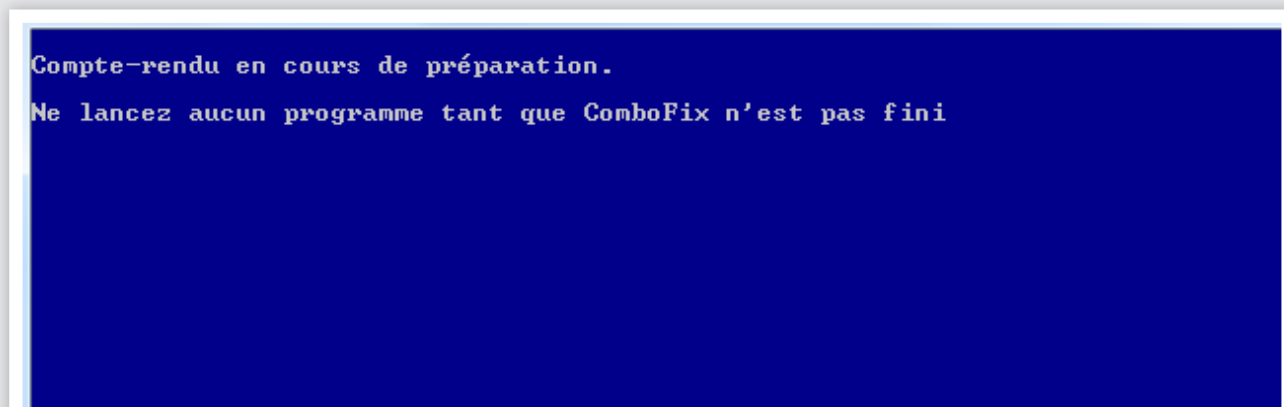 Compte-rendu en cours de préparation.
Ne lancez aucun programme tant que ComboFix n'est pas fini